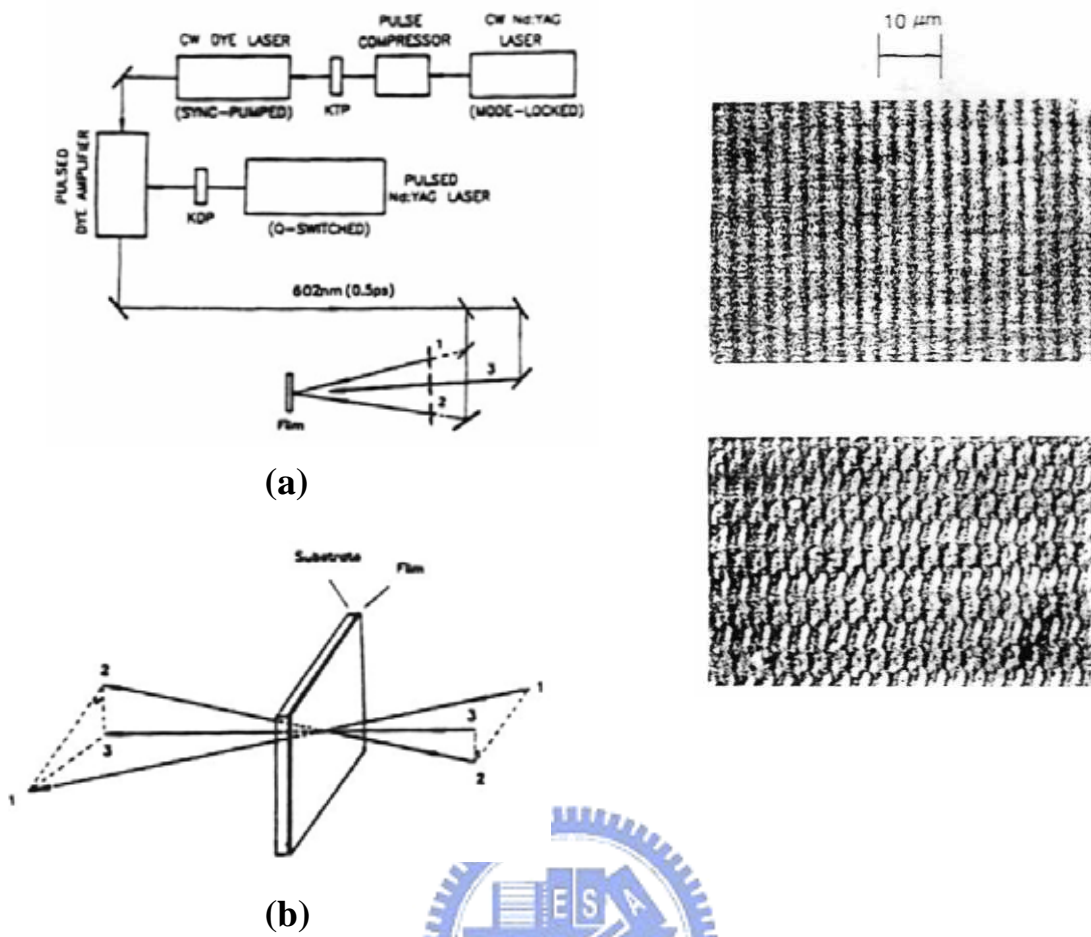 CW DYE LASER
(SYNC-PUMPED)
KTP
PULSE
COMPRESSOR
CW Nd:YAG
LASER
(MODE-LOCKED)
PULSED
DYE AMPLIFIER
KDP
(Q-SWITCHED)
PULSED
Nd:YAG LASER
602nm (0.5ps)
1
3
2
Film
(a)
10 μm
Substrate
Film
2
3
1
1
3
2
(b)
E S A